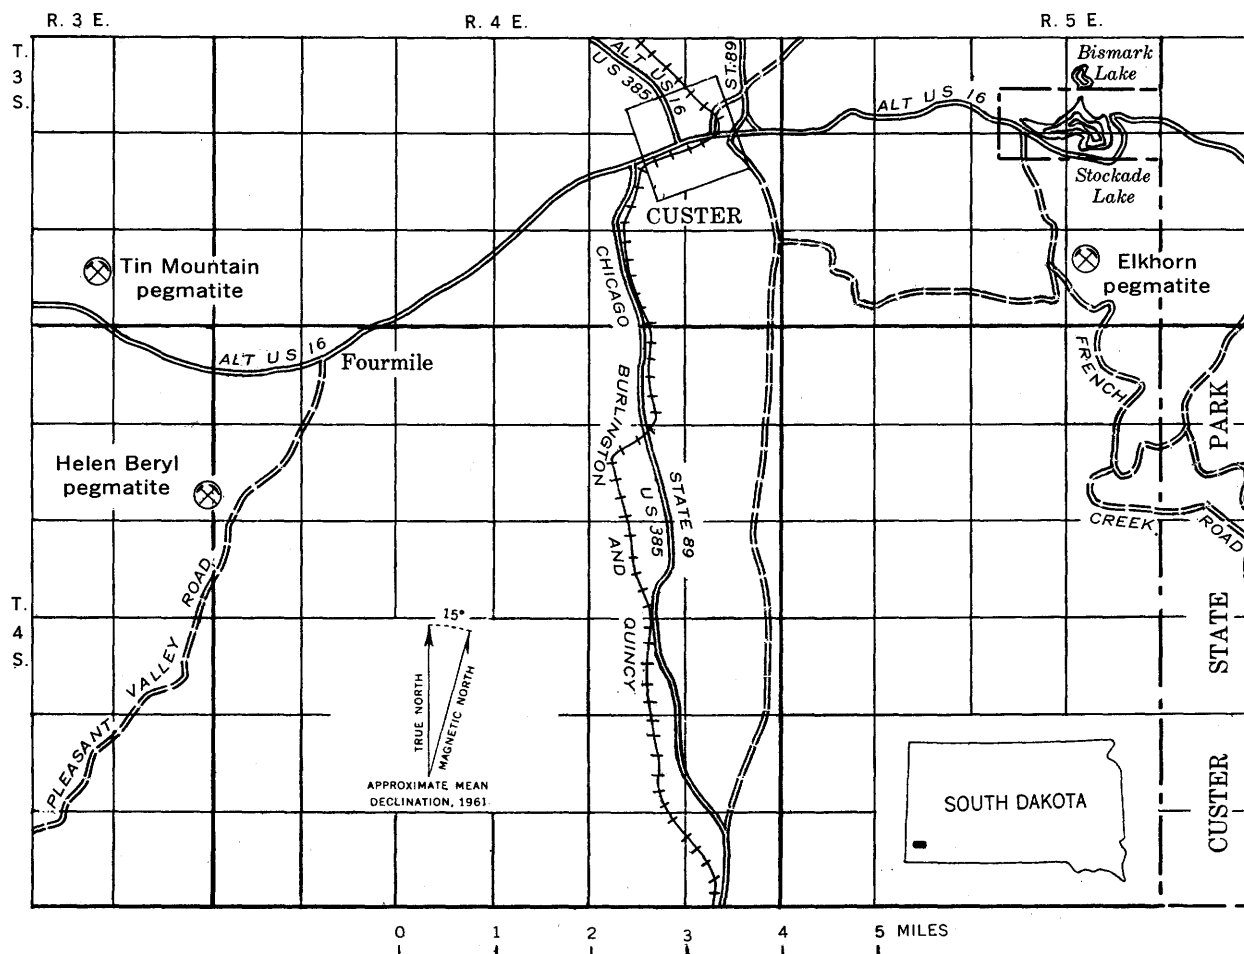 R. 3 E.
R. 4 E.
R. 5 E.
T.
3
S.
ALT US 16
US 385
ST. 89
ALT US 16
Bismark
Lake
Stockade
Lake
CUSTER
Tin Mountain
pegmatite
Elkhorn
pegmatite
CHICAGO
BURLINGTON
AND
QUINCY
ALT US 16
Fourmile
FRENCH
CREEK
ROAD
Helen Beryl
pegmatite
STATE 89
US 385
PLEASANT VALLEY ROAD
T.
4
S.
15°
TRUE NORTH
MAGNETIC NORTH
APPROXIMATE MEAN
DECLINATION, 1961
SOUTH DAKOTA
CUSTER STATE PARK
0 1 2 3 4 5 MILES